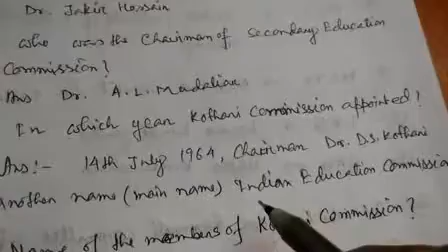 Dr. Jakir Hossain
who was the Chairman of Secondary Education
Commission?
Ans Dr. A. L. Madaliar
In which year Kothari Commission appointed?
Ans:- 14th July 1964, Chairman Dr. D.S. Kothari
Another name (main name) Indian Education Commission
Name of the members of Commission?